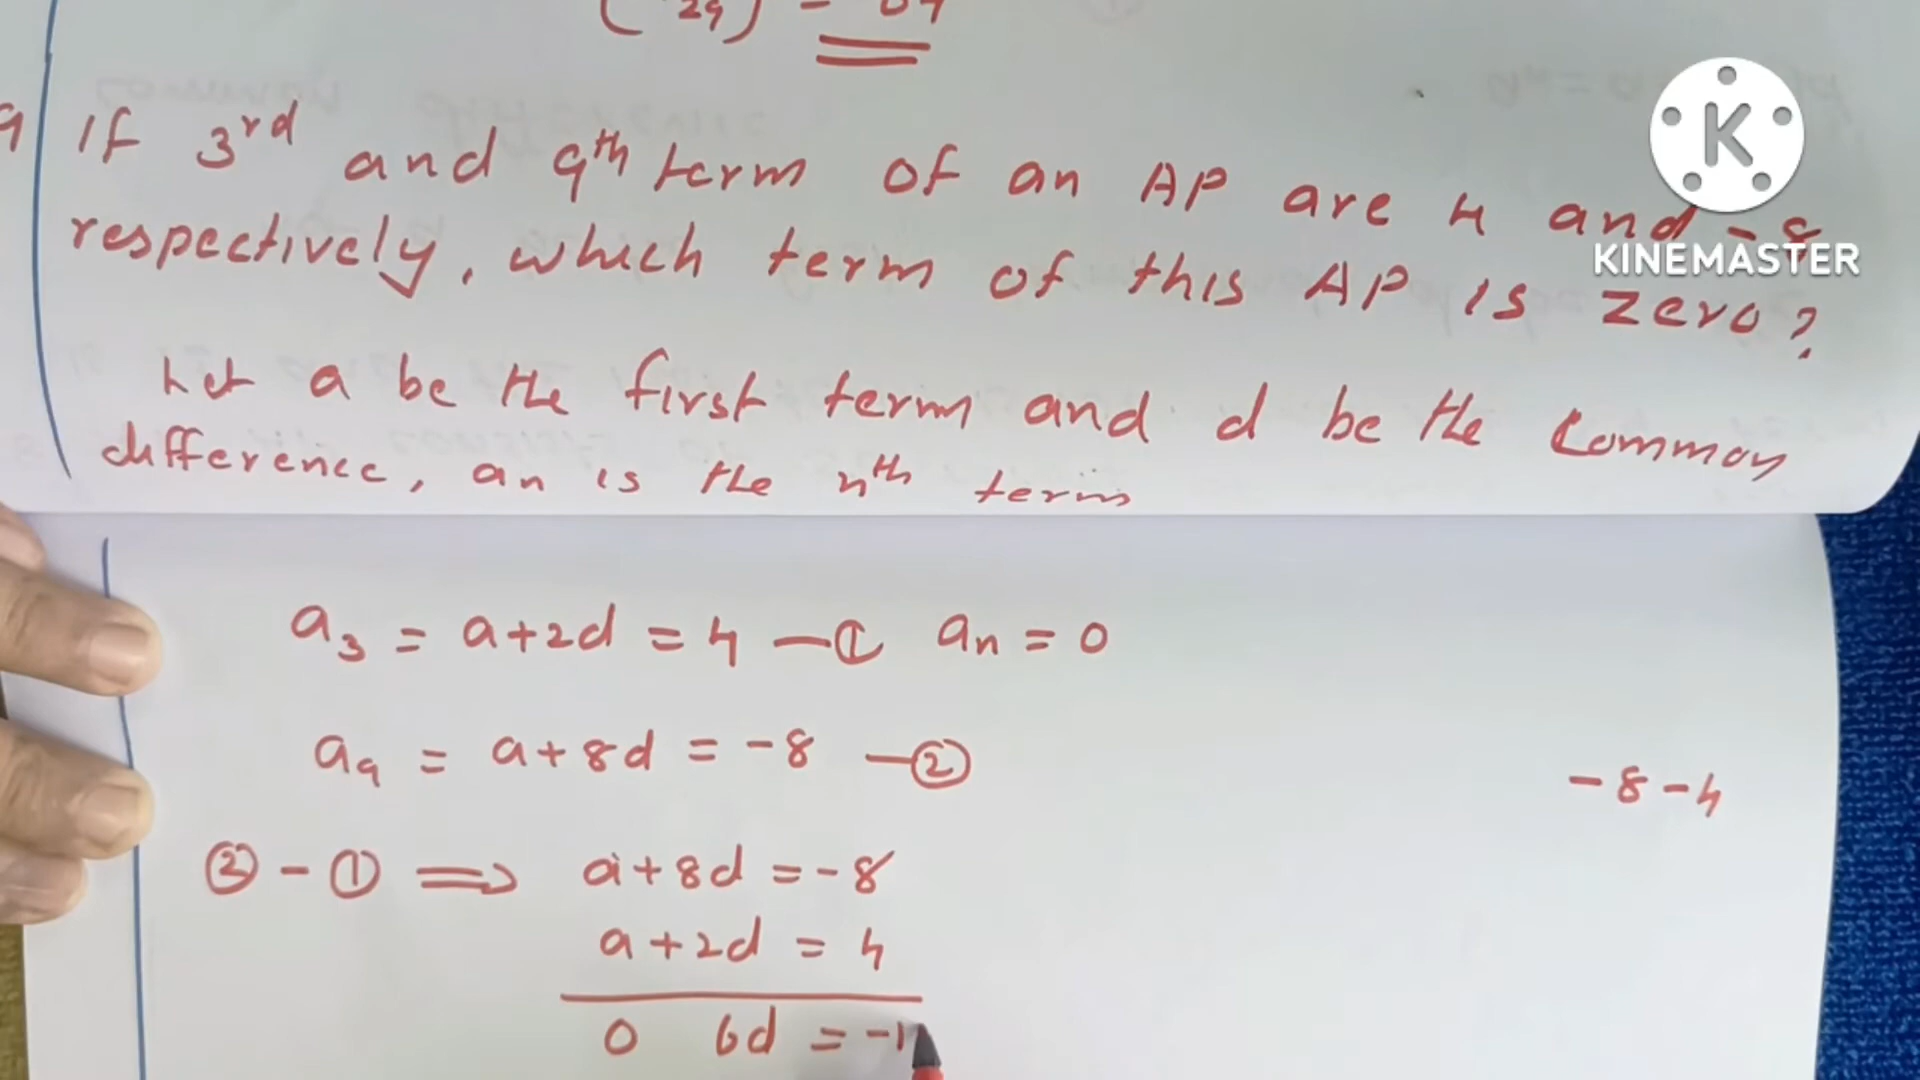 (29) = 64
9 If 3rd and 9th term of an AP are 4 and -8
respectively, which term of this AP is zero?
Let a be the first term and d be the common
difference, an is the nth term
a3 = a+2d = 4 —① an = 0
a9 = a+8d = -8 —②
-8-4
② - ① ⟹ a+8d = -8
a+2d = 4
0 6d = -1
K
KINEMASTER